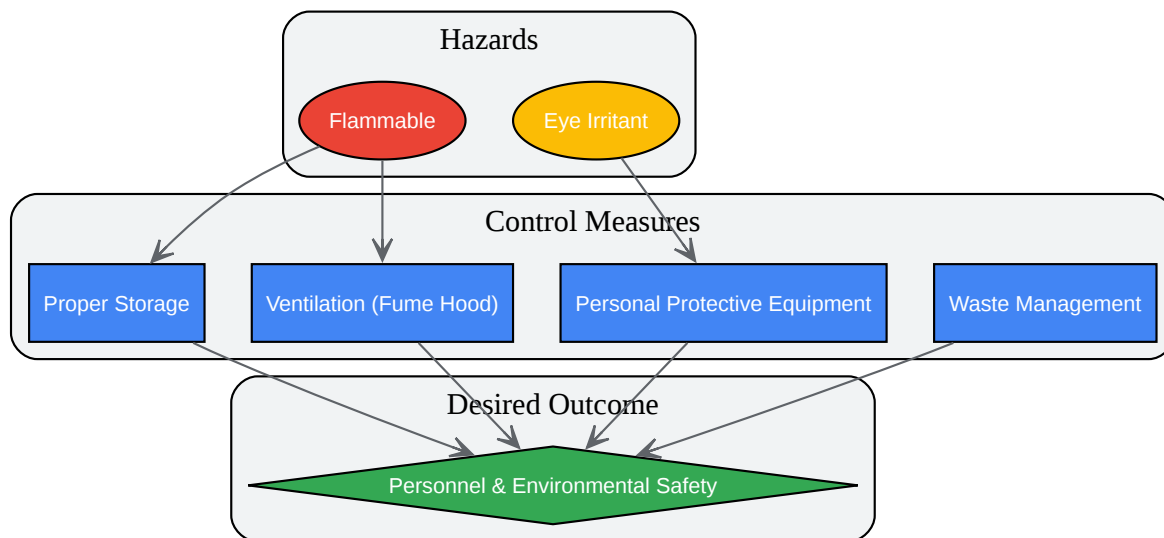 Hazards
Flammable
Eye Irritant
Control Measures
Proper Storage
Ventilation (Fume Hood)
Personal Protective Equipment
Waste Management
Desired Outcome
Personnel & Environmental Safety